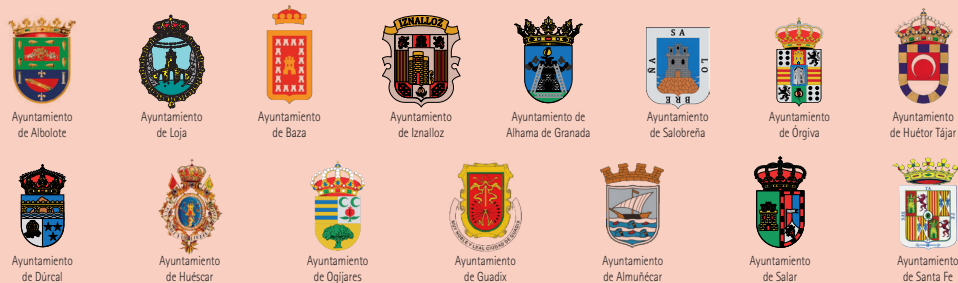 IZNALLOZ
S A
LO
BRE
ÑA
Ayuntamiento
de Albolote
Ayuntamiento
de Loja
Ayuntamiento
de Baza
Ayuntamiento
de Iznalloz
Ayuntamiento de
Alhama de Granada
Ayuntamiento
de Salobreña
Ayuntamiento
de Órgiva
Ayuntamiento
de Huétor Tájar
Ayuntamiento
de Dúrcal
Ayuntamiento
de Huéscar
Ayuntamiento
de Ogíjares
Ayuntamiento
de Guadix
Ayuntamiento
de Almuñécar
Ayuntamiento
de Salar
Ayuntamiento
de Santa Fe